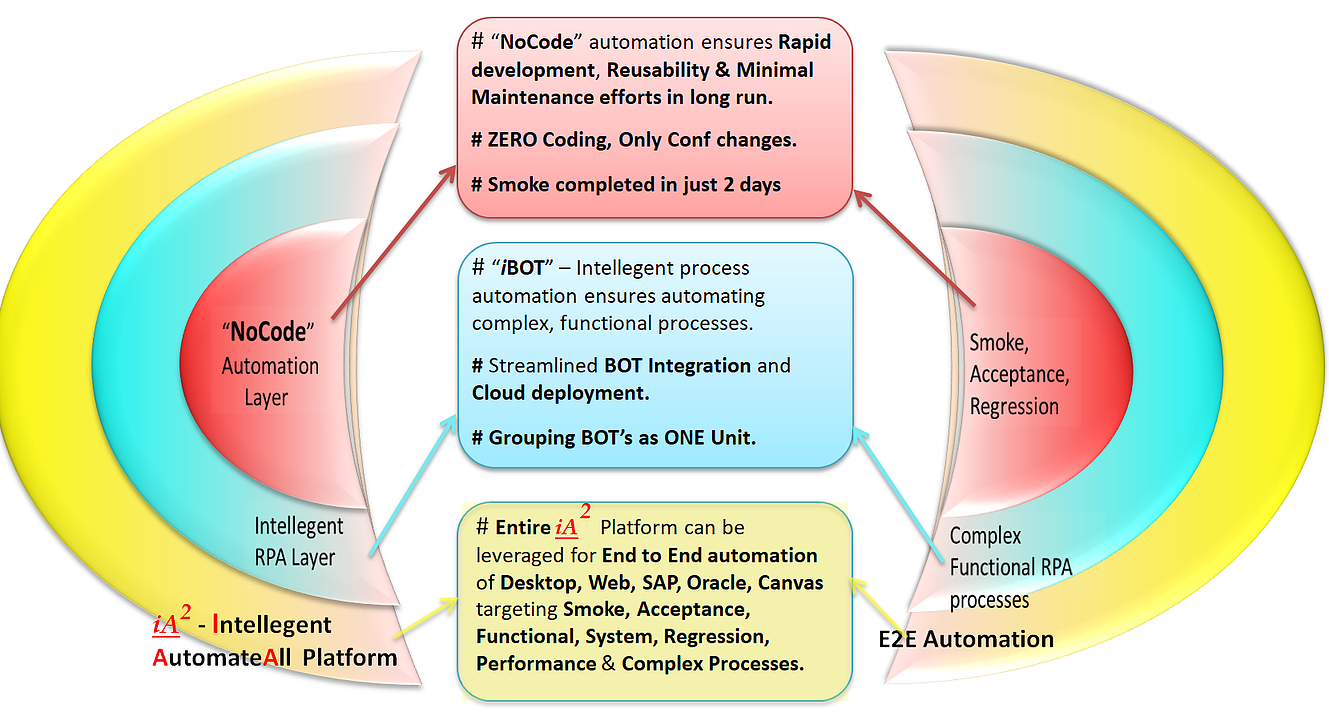 # “NoCode” automation ensures Rapid
development, Reusability & Minimal
Maintenance efforts in long run.
# ZERO Coding, Only Conf changes.
# Smoke completed in just 2 days
“NoCode”
Automation
Layer
# “iBOT” – Intellegent process
automation ensures automating
complex, functional processes.
# Streamlined BOT Integration and
Cloud deployment.
# Grouping BOT’s as ONE Unit.
Smoke,
Acceptance,
Regression
Intellegent
RPA Layer
# Entire iA2 Platform can be
leveraged for End to End automation
of Desktop, Web, SAP, Oracle, Canvas
targeting Smoke, Acceptance,
Functional, System, Regression,
Performance & Complex Processes.
Complex
Functional RPA
processes
iA2 - Intellegent
AutomateAll Platform
E2E Automation